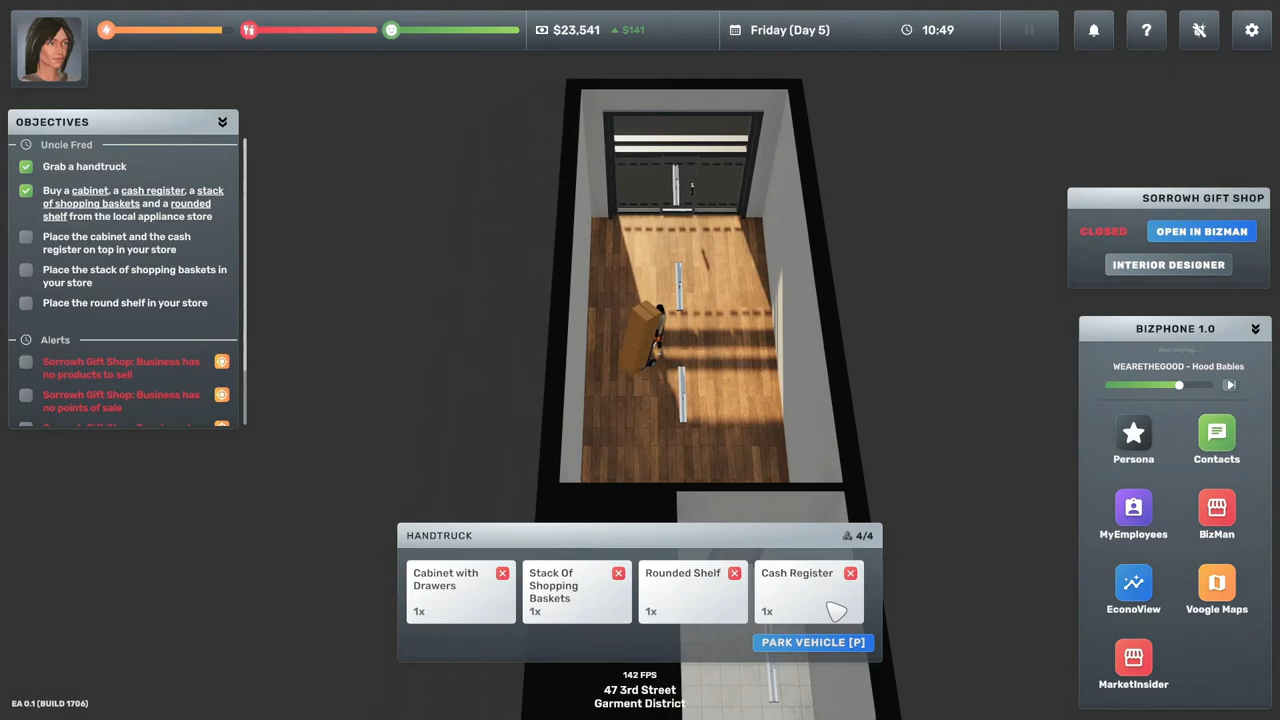 $23,541 $141
Friday (Day 5)
10:49
?
OBJECTIVES
Uncle Fred
Grab a handtruck
Buy a cabinet, a cash register, a stack
of shopping baskets and a rounded
shelf from the local appliance store
Place the cabinet and the cash
register on top in your store
Place the stack of shopping baskets in
your store
Place the round shelf in your store
Alerts
Sorrowh Gift Shop: Business has
no products to sell
Sorrowh Gift Shop: Business has
no points of sale
SORROWH GIFT SHOP
CLOSED
OPEN IN BIZMAN
INTERIOR DESIGNER
BIZPHONE 1.0
Now playing...
WEARETHEGOOD - Hood Babies
Persona
Contacts
MyEmployees
BizMan
EconoView
Voogle Maps
MarketInsider
HANDTRUCK
4/4
Cabinet with
Drawers
1x
Stack Of
Shopping
Baskets
1x
Rounded Shelf
1x
Cash Register
1x
PARK VEHICLE [P]
142 FPS
47 3rd Street
Garment District
EA 0.1 (BUILD 1706)